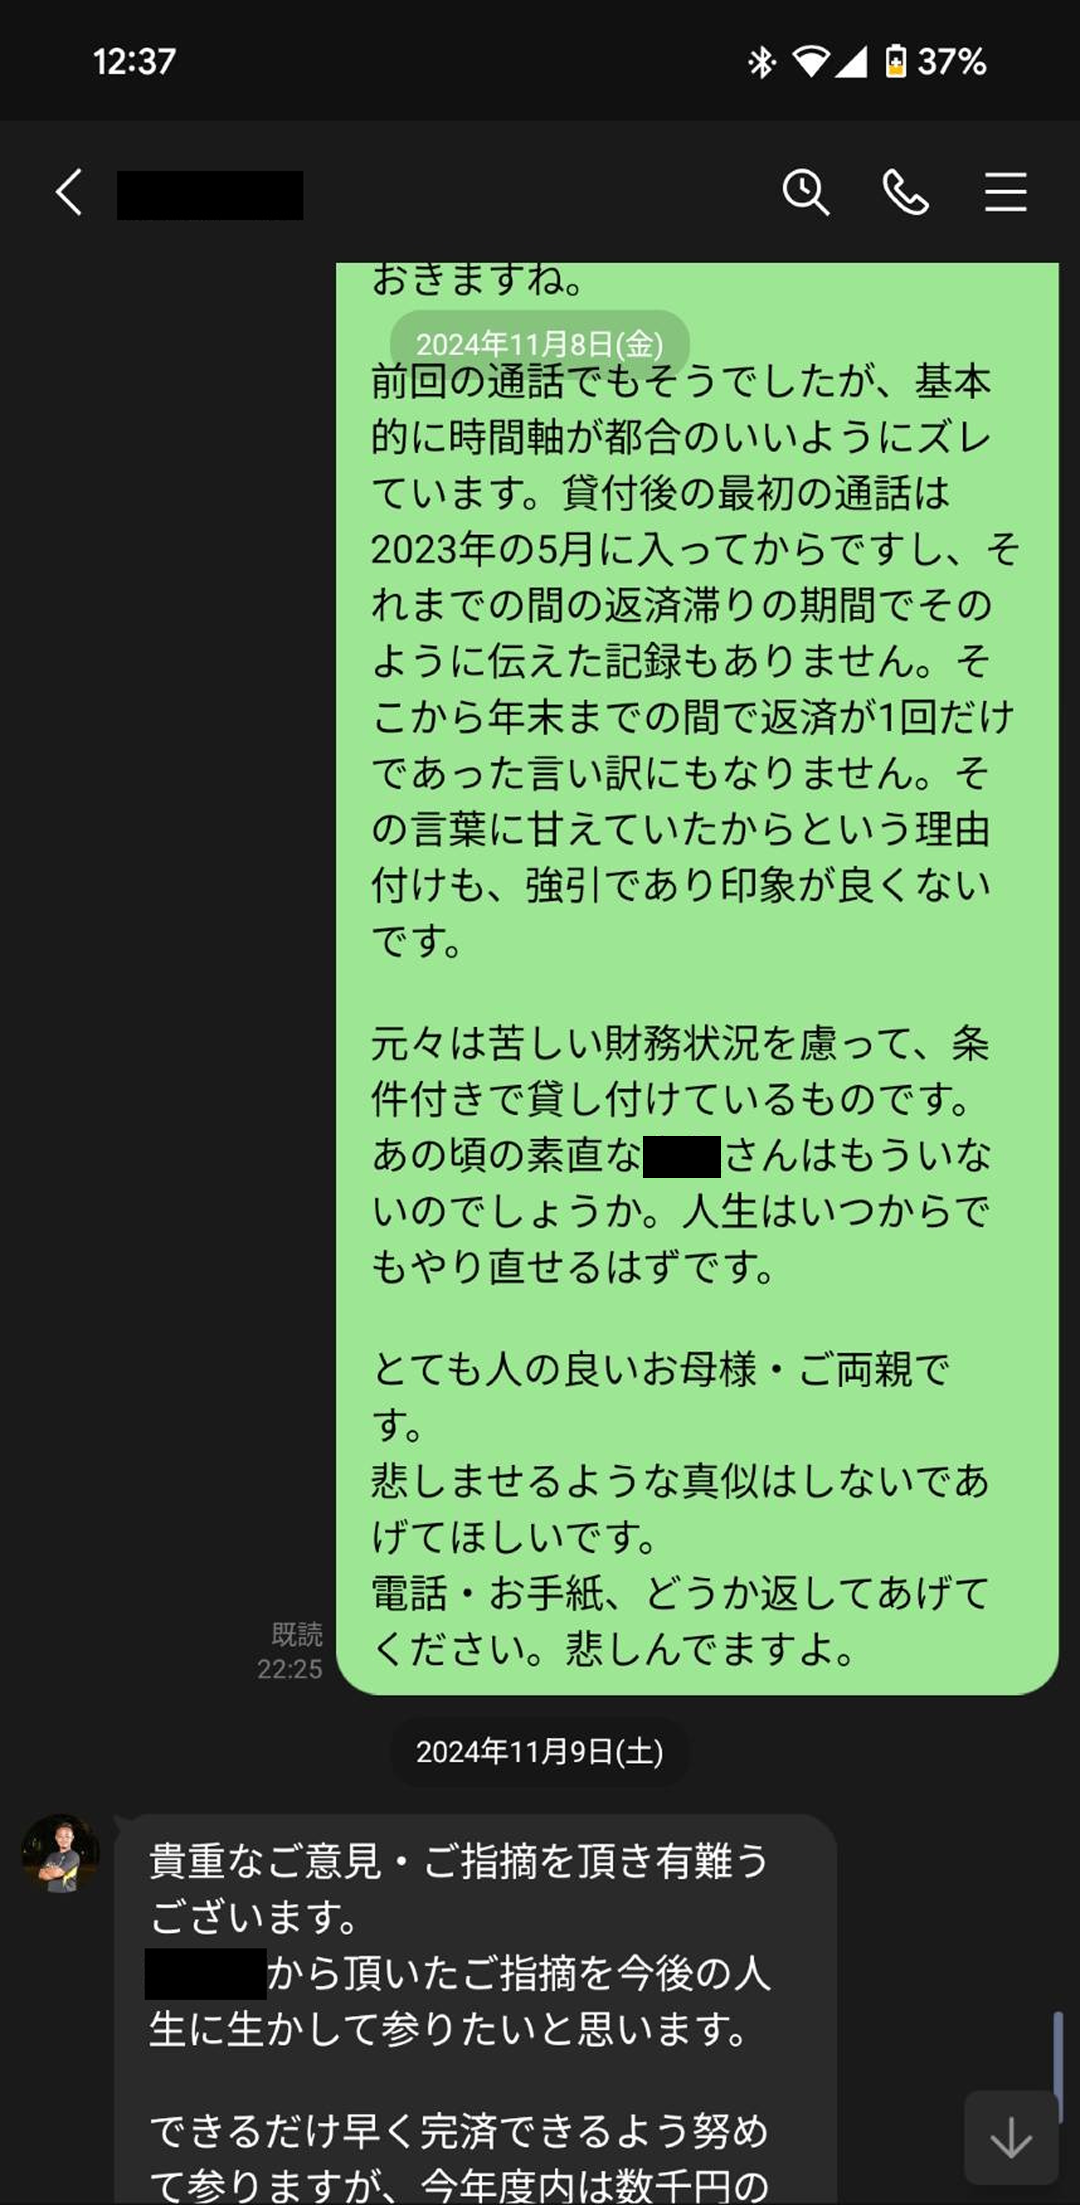 12:37
37%
おきますね。
2024年11月8日(金)
前回の通話でもそうでしたが、基本
的に時間軸が都合のいいようにズレ
ています。貸付後の最初の通話は
2023年の5月に入ってからですし、そ
れまでの間の返済滞りの期間でその
ように伝えた記録もありません。そ
こから年末までの間で返済が1回だけ
であった言い訳にもなりません。そ
の言葉に甘えていたからという理由
付けも、強引であり印象が良くない
です。
元々は苦しい財務状況を慮って、条
件付きで貸し付けているものです。
あの頃の素直な
さんはもういな
いのでしょうか。人生はいつからで
もやり直せるはずです。
とても人の良いお母様・ご両親で
す。
悲しませるような真似はしないであ
げてほしいです。
電話・お手紙、どうか返してあげて
ください。悲しんでますよ。
既読
22:25
2024年11月9日(土)
貴重なご意見・ご指摘を頂き有難う
ございます。
から頂いたご指摘を今後の人
生に生かして参りたいと思います。
できるだけ早く完済できるよう努め
て参りますが、今年度内は数千円の